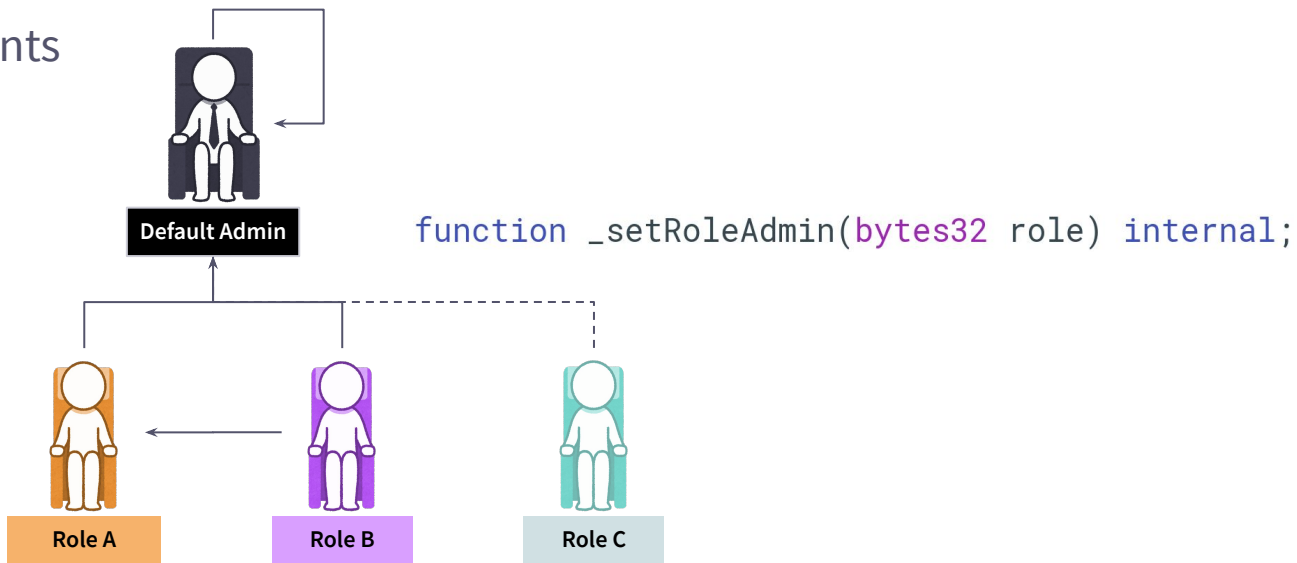 nts
Default Admin
function _setRoleAdmin(bytes32 role) internal;
Role A
Role B
Role C